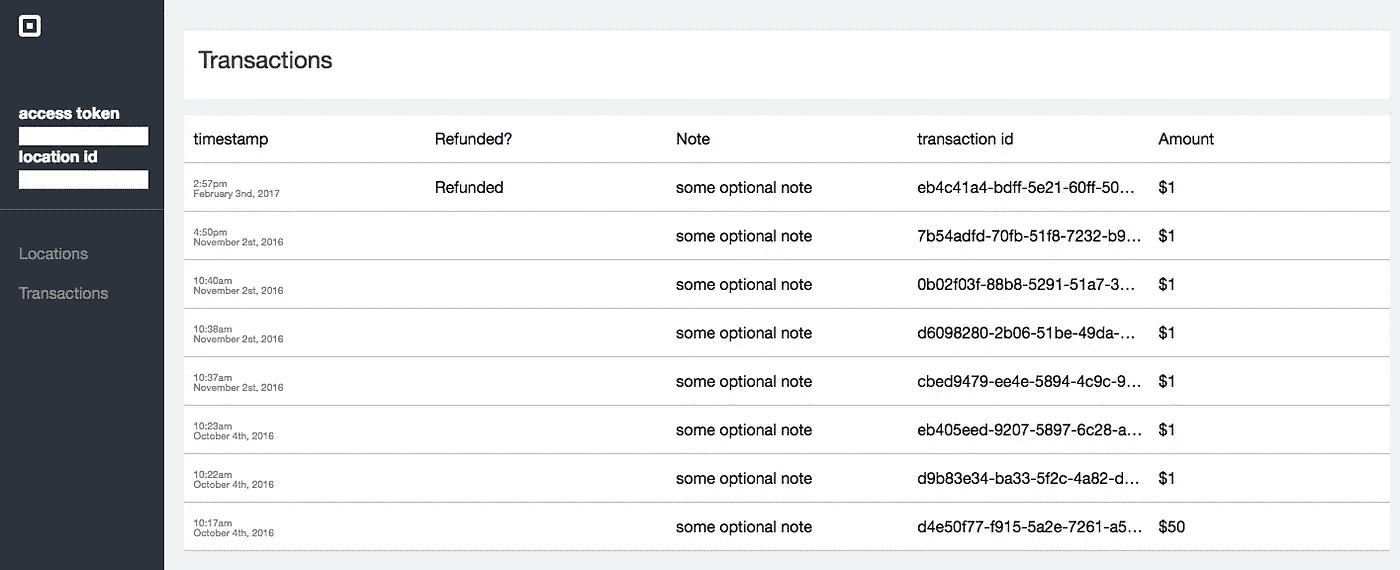 access token
location id
Locations
Transactions
Transactions
timestamp Refunded? Note transaction id Amount
2:57pm
February 3rd, 2017 Refunded some optional note eb4c41a4-bdff-5e21-60ff-50... $1
4:50pm
November 2st, 2016 some optional note 7b54adfd-70fb-51f8-7232-b9... $1
10:40am
November 2st, 2016 some optional note 0b02f03f-88b8-5291-51a7-3... $1
10:38am
November 2st, 2016 some optional note d6098280-2b06-51be-49da-... $1
10:37am
November 2st, 2016 some optional note cbed9479-ee4e-5894-4c9c-9... $1
10:23am
October 4th, 2016 some optional note eb405eed-9207-5897-6c28-a... $1
10:22am
October 4th, 2016 some optional note d9b83e34-ba33-5f2c-4a82-d... $1
10:17am
October 4th, 2016 some optional note d4e50f77-f915-5a2e-7261-a5... $50